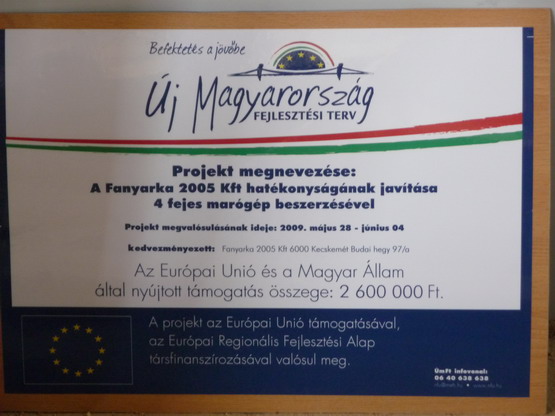 Befektetés a jövőbe
Új Magyarország
FEJLESZTÉSI TERV
Projekt megnevezése:
A Fanyarka 2005 Kft hatékonyságának javítása
4 fejes marógép beszerzésével
Projekt megvalósulásának ideje: 2009. május 28 - június 04
kedvezményezett: Fanyarka 2005 Kft 6000 Kecskemét Budai hegy 97/a
Az Európai Unió és a Magyar Állam
által nyújtott támogatás összege: 2 600 000 Ft.
A projekt az Európai Unió támogatásával,
az Európai Regionális Fejlesztési Alap
társfinanszírozásával valósul meg.
ÚMFT infovonal:
06 40 638 638